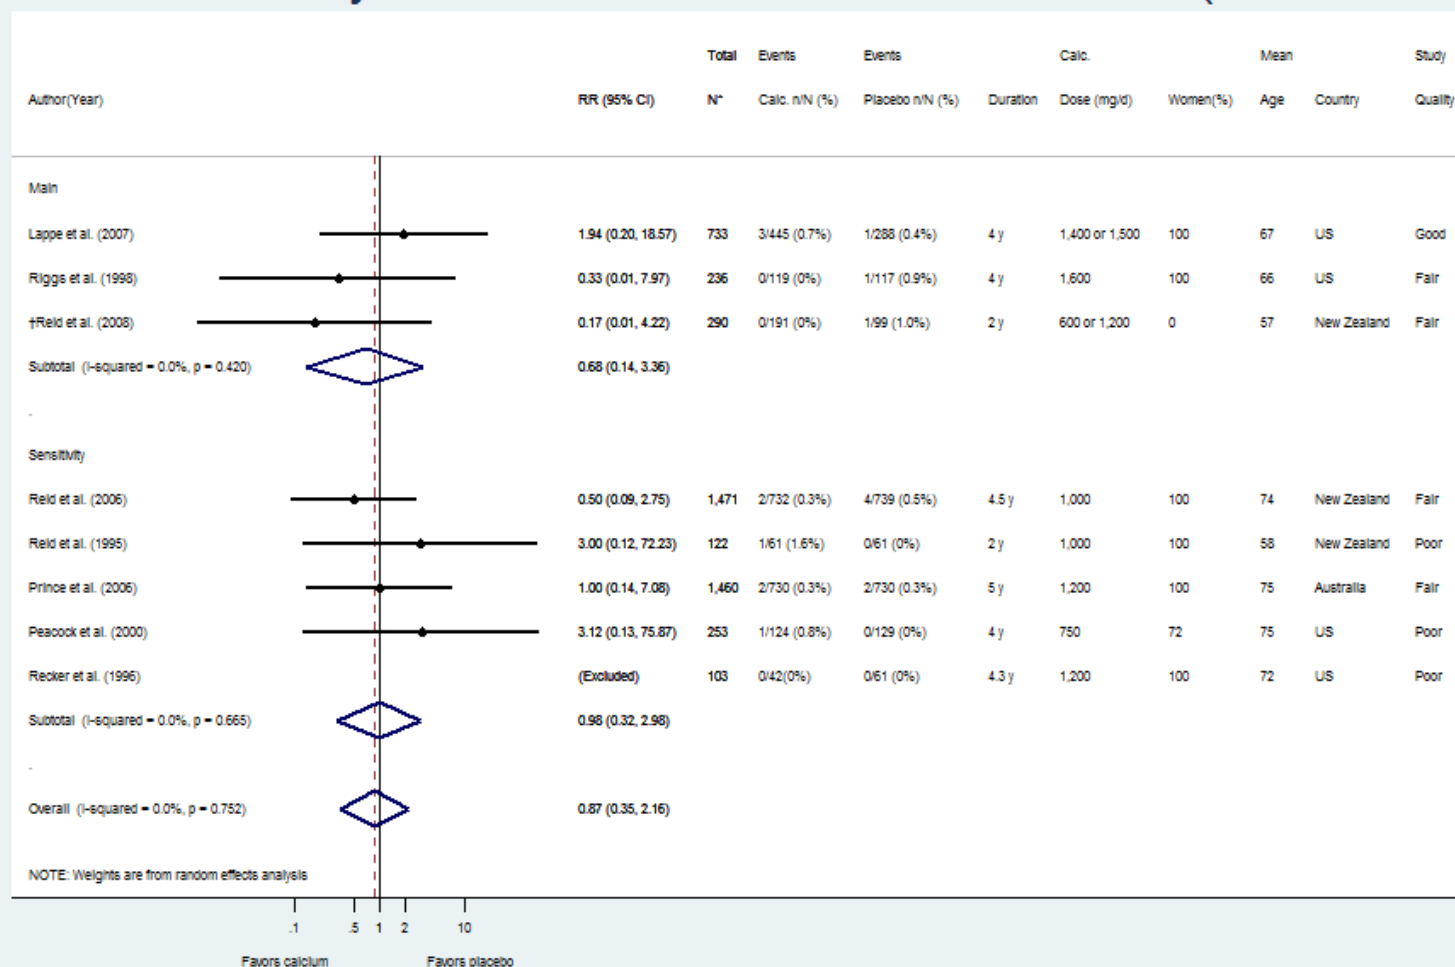 Total Events Events Calc. Mean Study
Author(Year) RR (95% CI) N* Calc. n/N (%) Placebo n/N (%) Duration Dose (mg/d) Women(%) Age Country Quality
Main
Lappe et al. (2007) 1.94 (0.20, 18.57) 733 3/445 (0.7%) 1/288 (0.4%) 4 y 1,400 or 1,500 100 67 US Good
Riggs et al. (1998) 0.33 (0.01, 7.97) 236 0/119 (0%) 1/117 (0.9%) 4 y 1,600 100 66 US Fair
†Reid et al. (2008) 0.17 (0.01, 4.22) 290 0/191 (0%) 1/99 (1.0%) 2 y 600 or 1,200 0 57 New Zealand Fair
Subtotal (I-squared = 0.0%, p = 0.420) 0.68 (0.14, 3.36)
.
Sensitivity
Reid et al. (2006) 0.50 (0.09, 2.75) 1,471 2/732 (0.3%) 4/739 (0.5%) 4.5 y 1,000 100 74 New Zealand Fair
Reid et al. (1995) 3.00 (0.12, 72.23) 122 1/61 (1.6%) 0/61 (0%) 2 y 1,000 100 58 New Zealand Poor
Prince et al. (2006) 1.00 (0.14, 7.08) 1,460 2/730 (0.3%) 2/730 (0.3%) 5 y 1,200 100 75 Australia Fair
Peacock et al. (2000) 3.12 (0.13, 75.87) 253 1/124 (0.8%) 0/129 (0%) 4 y 750 72 75 US Poor
Recker et al. (1996) (Excluded) 103 0/42(0%) 0/61 (0%) 4.3 y 1,200 100 72 US Poor
Subtotal (I-squared = 0.0%, p = 0.665) 0.98 (0.32, 2.98)
.
Overall (I-squared = 0.0%, p = 0.752) 0.87 (0.35, 2.16)
NOTE: Weights are from random effects analysis
.1 .5 1 2 10
Favors calcium Favors placebo